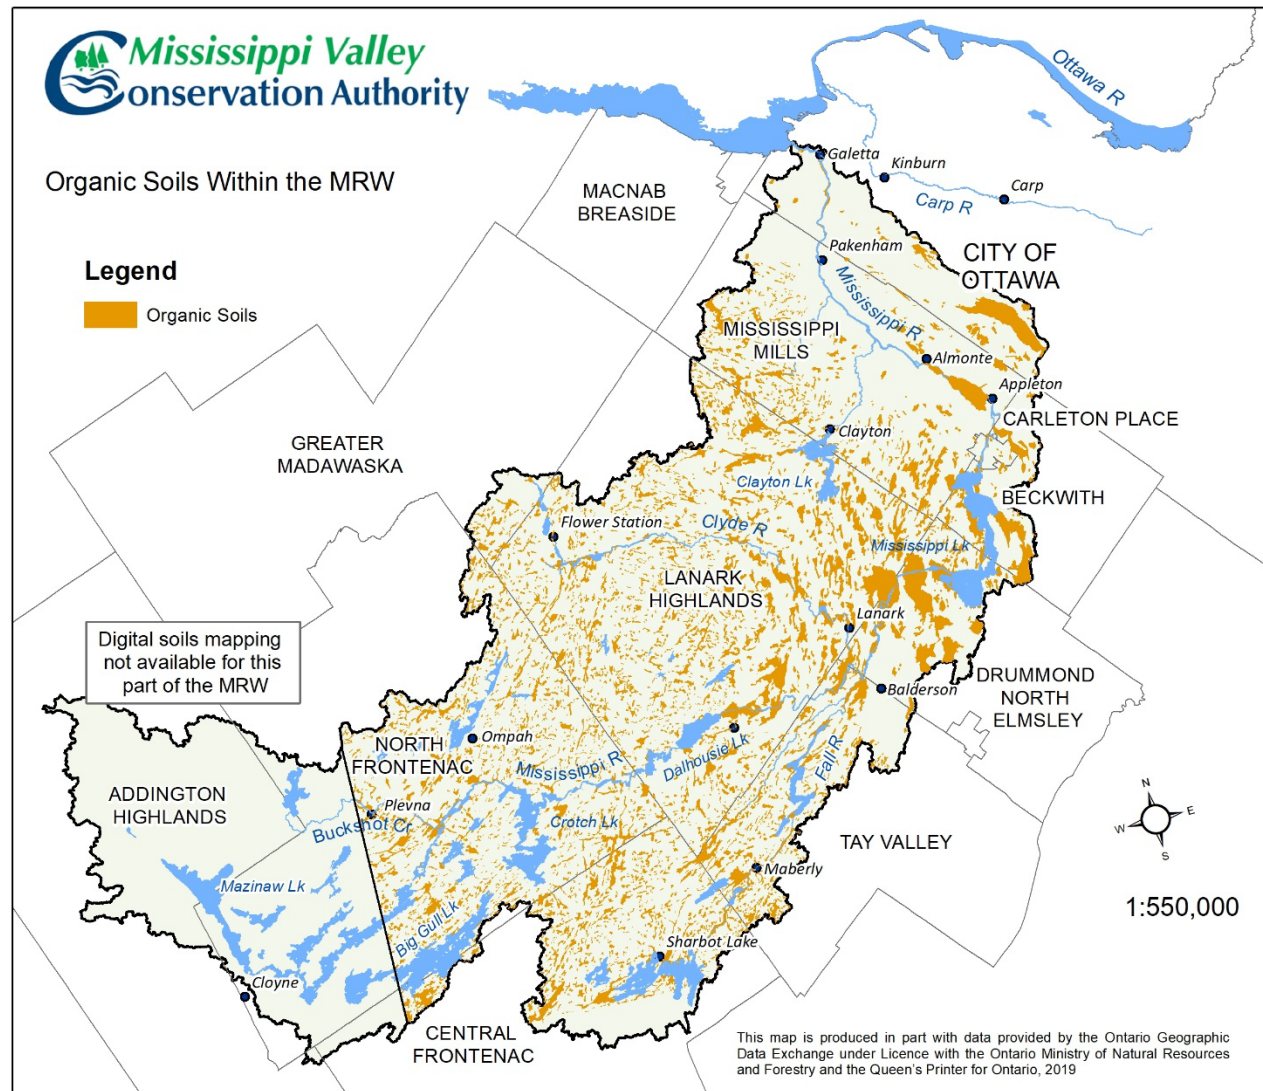 Mississippi Valley
Conservation Authority
Organic Soils Within the MRW
Legend
Organic Soils
Ottawa R
MACNAB
BREASIDE
Galetta
Kinburn
Carp
Carp R
CITY OF
OTTAWA
Pakenham
Mississippi R
MISSISSIPPI
MILLS
Almonte
Appleton
CARLETON PLACE
GREATER
MADAWASKA
Clayton
Clayton Lk
BECKWITH
Flower Station
Clyde R
Mississippi Lk
LANARK
HIGHLANDS
Lanark
Digital soils mapping
not available for this
part of the MRW
Balderson
DRUMMOND
NORTH
ELMSLEY
NORTH
FRONTENAC
Ompah
Mississippi R
Dalhousie Lk
Fall R
ADDINGTON
HIGHLANDS
Plevna
Buckshot Cr
Crotch Lk
N
E
W
S
TAY VALLEY
Maberly
Mazinaw Lk
Big Gull Lk
1:550,000
Sharbot Lake
Cloyne
CENTRAL
FRONTENAC
This map is produced in part with data provided by the Ontario Geographic
Data Exchange under Licence with the Ontario Ministry of Natural Resources
and Forestry and the Queen's Printer for Ontario, 2019